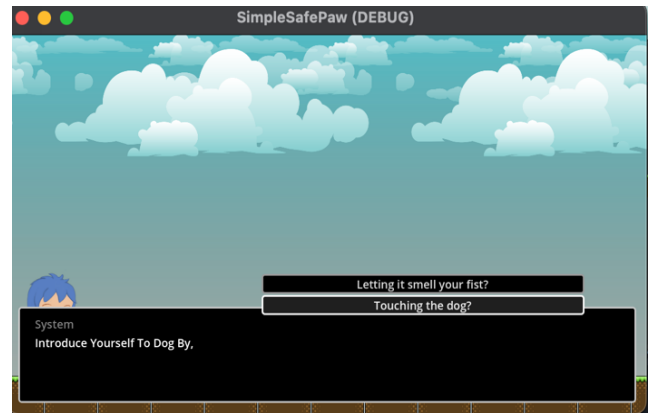 SimpleSafePaw (DEBUG)
Letting it smell your fist?
Touching the dog?
System
Introduce Yourself To Dog By,